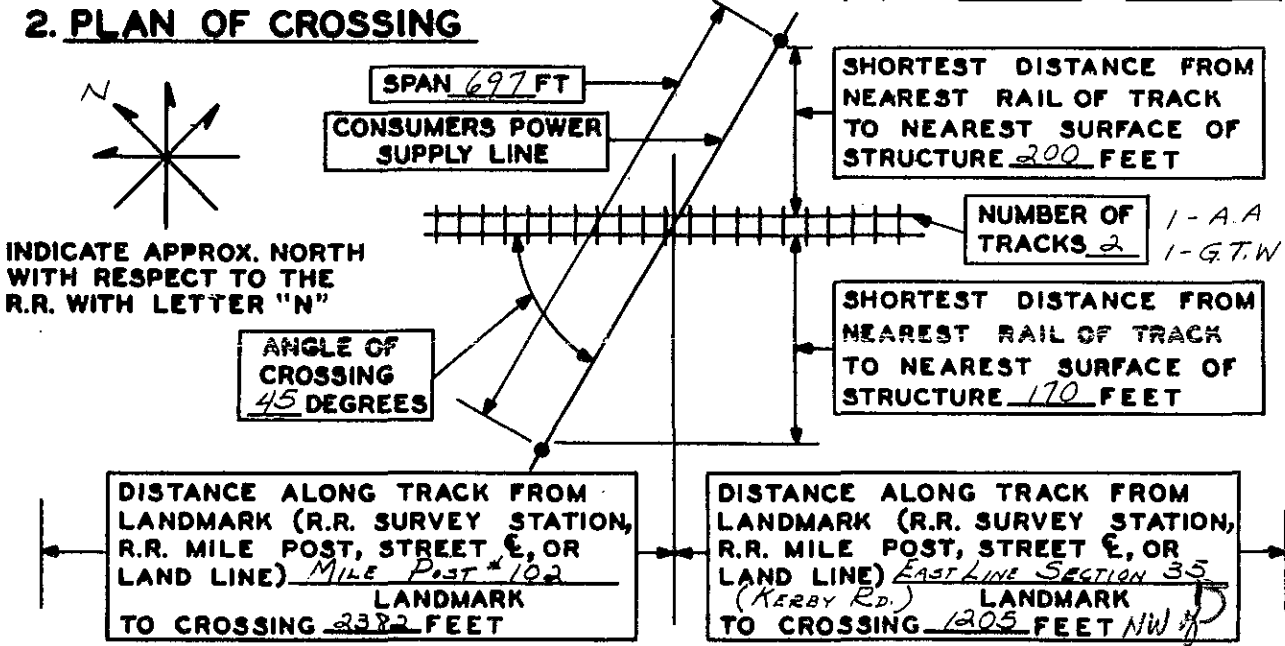 2. PLAN OF CROSSING
N
INDICATE APPROX. NORTH
WITH RESPECT TO THE
R.R. WITH LETTER "N"
SPAN 697 FT
CONSUMERS POWER
SUPPLY LINE
SHORTEST DISTANCE FROM
NEAREST RAIL OF TRACK
TO NEAREST SURFACE OF
STRUCTURE 200 FEET
NUMBER OF
TRACKS 2
1-A.A
1-G.T.W
SHORTEST DISTANCE FROM
NEAREST RAIL OF TRACK
TO NEAREST SURFACE OF
STRUCTURE 170 FEET
ANGLE OF
CROSSING
45 DEGREES
DISTANCE ALONG TRACK FROM
LANDMARK (R.R. SURVEY STATION,
R.R. MILE POST, STREET ℄, OR
LAND LINE) MILE POST #102
LANDMARK
TO CROSSING 2382 FEET
DISTANCE ALONG TRACK FROM
LANDMARK (R.R. SURVEY STATION,
R.R. MILE POST, STREET ℄, OR
LAND LINE) EAST LINE SECTION 35
(KERBY RD.) LANDMARK
TO CROSSING 1205 FEET NW of